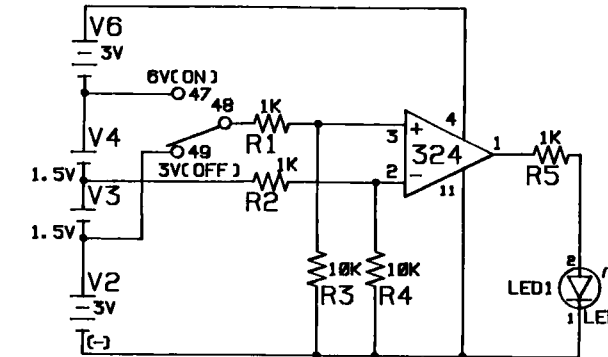 V6
3V
6V(ON)
47
48
1K
R1
49
3V(OFF)
V4
1.5V
V3
1.5V
V2
3V
(-)
1K
R2
10K
R3
10K
R4
3
+
2
-
324
4
11
1
1K
R5
2
LED1
1
LE